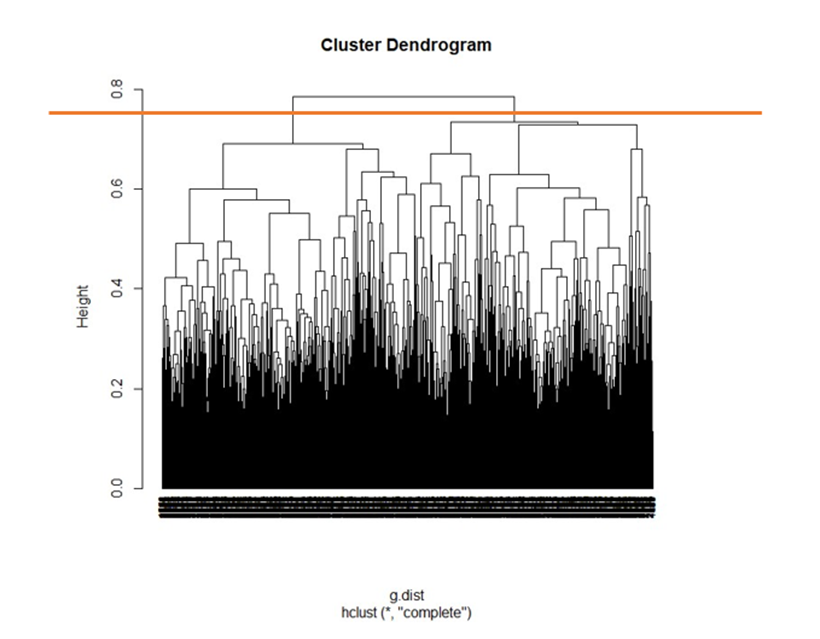 Cluster Dendrogram
Height
0.8
0.6
0.4
0.2
0.0
g.dist
hclust (*, "complete")